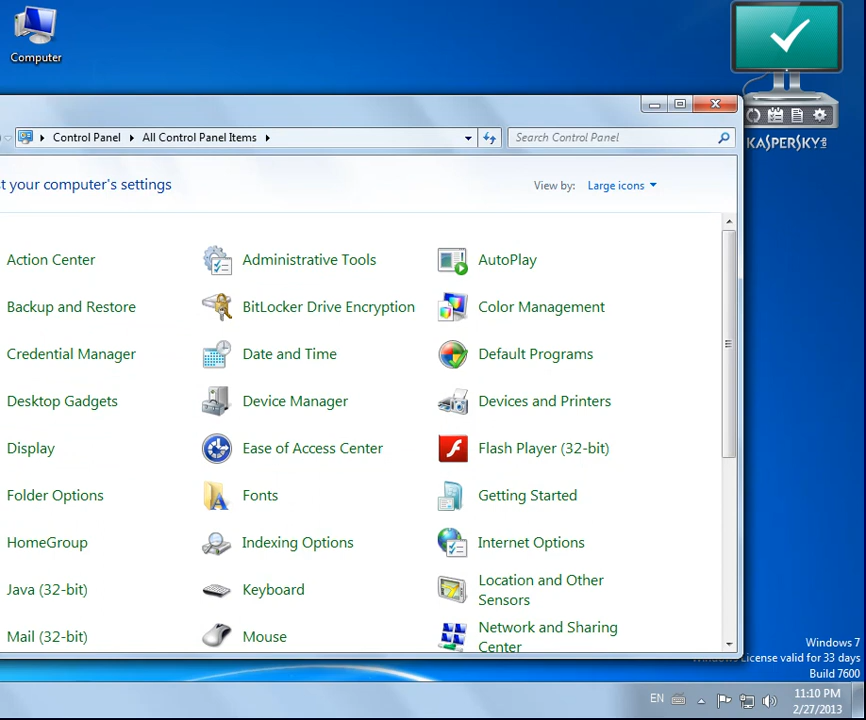 Computer
KASPERSKY
Control Panel
All Control Panel Items
Search Control Panel
t your computer's settings
View by:
Large icons
Action Center
Administrative Tools
AutoPlay
Backup and Restore
BitLocker Drive Encryption
Color Management
Credential Manager
Date and Time
Default Programs
Desktop Gadgets
Device Manager
Devices and Printers
Display
Ease of Access Center
Flash Player (32-bit)
Folder Options
Fonts
Getting Started
HomeGroup
Indexing Options
Internet Options
Java (32-bit)
Keyboard
Location and Other
Sensors
Mail (32-bit)
Mouse
Network and Sharing
Center
Windows 7
Windows License valid for 33 days
Build 7600
EN
11:10 PM
2/27/2013